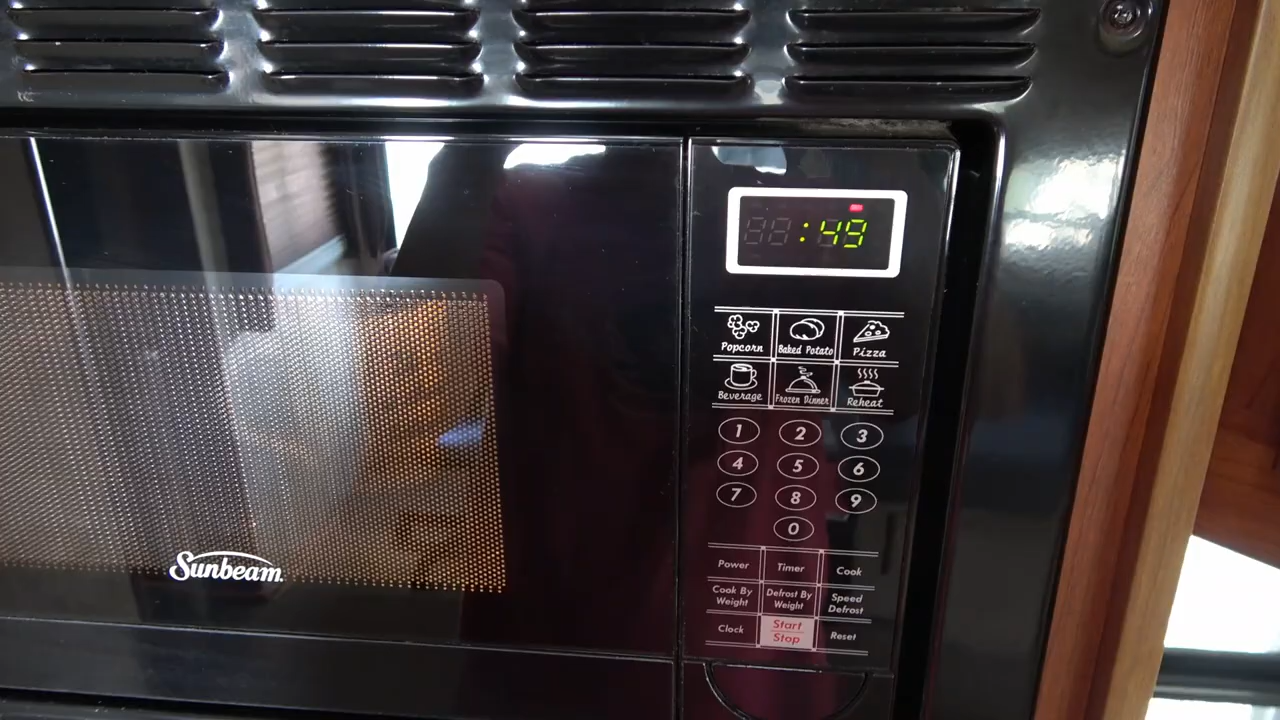 :49
Popcorn
Baked Potato
Pizza
Beverage
Frozen Dinner
Reheat
1 2 3
4 5 6
7 8 9
0
Power
Timer
Cook
Cook By
Weight
Defrost By
Weight
Speed
Defrost
Clock
Start
Stop
Reset
Sunbeam